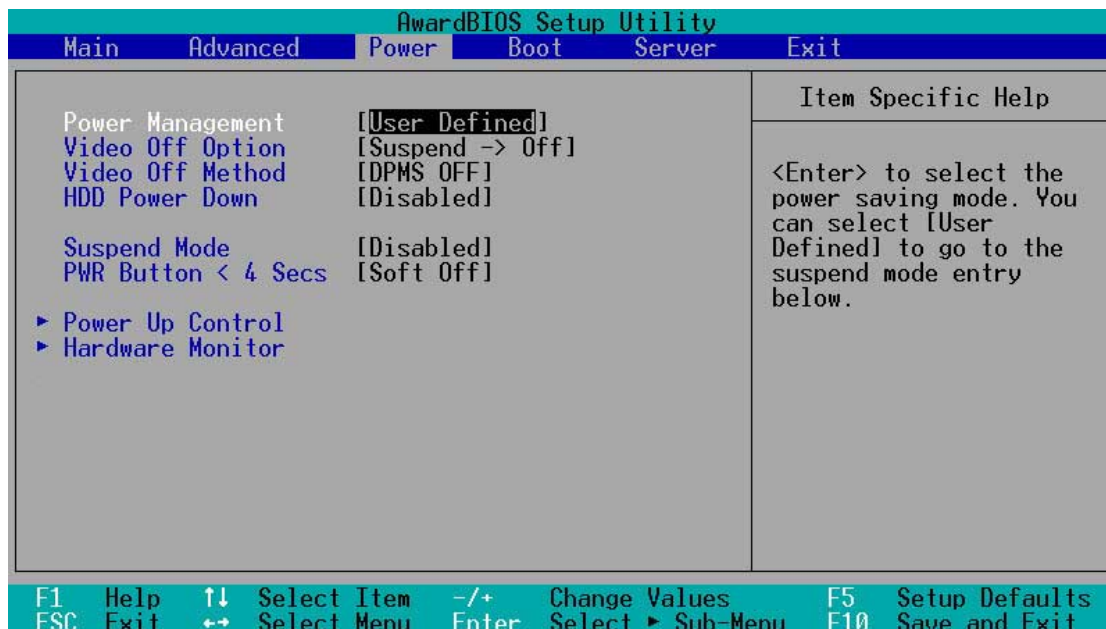 AwardBIOS Setup Utility
Main Advanced Power Boot Server Exit
Power Management [User Defined]
Video Off Option [Suspend -> Off]
Video Off Method [DPMS OFF]
HDD Power Down [Disabled]
Suspend Mode [Disabled]
PWR Button < 4 Secs [Soft Off]
► Power Up Control
► Hardware Monitor
Item Specific Help
<Enter> to select the
power saving mode. You
can select [User
Defined] to go to the
suspend mode entry
below.
F1 Help ↑↓ Select Item -/+ Change Values F5 Setup Defaults
ESC Exit ←→ Select Menu Enter Select ► Sub-Menu F10 Save and Exit